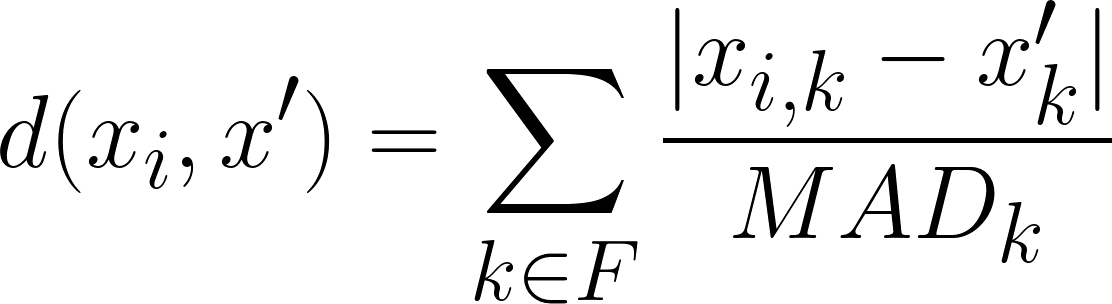 d(x_i, x') = \sum_{k \in F} \frac{|x_{i,k} - x'_k|}{MAD_k}